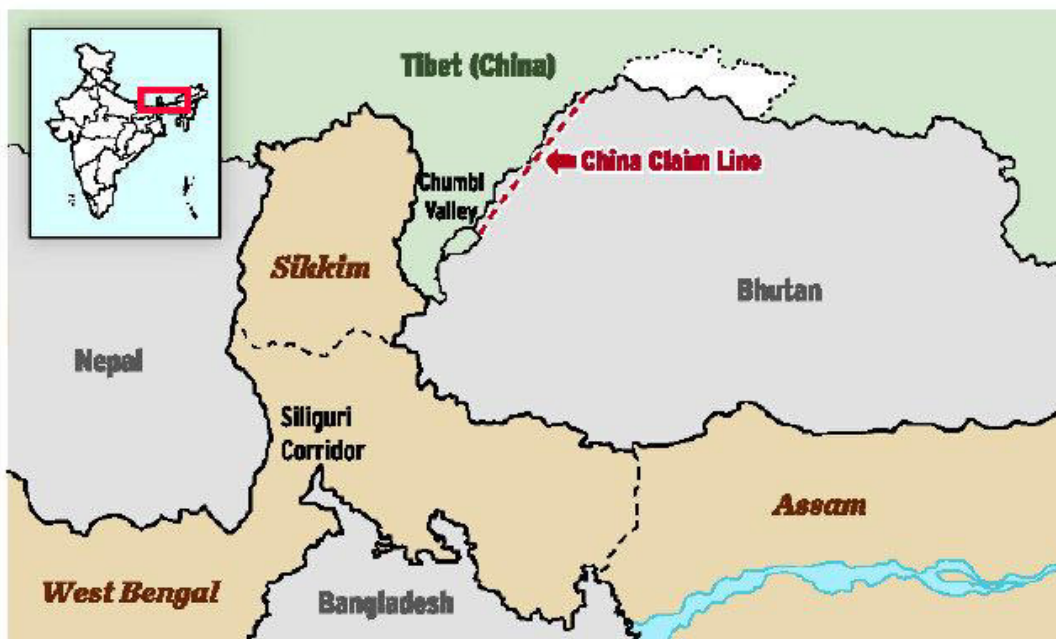 Tibet (China)
China Claim Line
Chumbi
Valley
Sikkim
Bhutan
Nepal
Siliguri
Corridor
Assam
West Bengal
Bangladesh